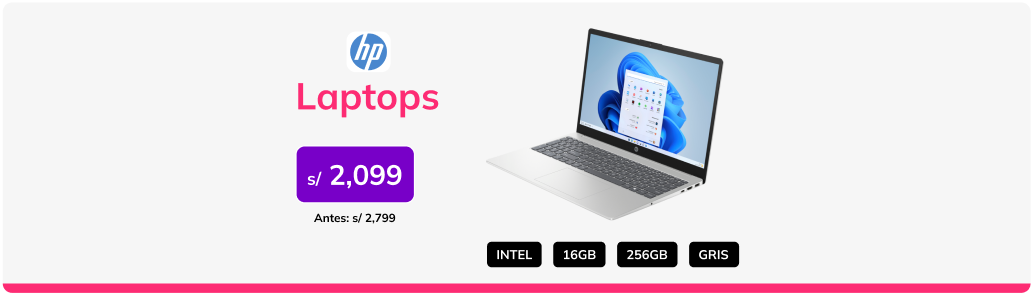 hp
Laptops
s/ 2,099
Antes: s/ 2,799
INTEL 16GB 256GB GRIS